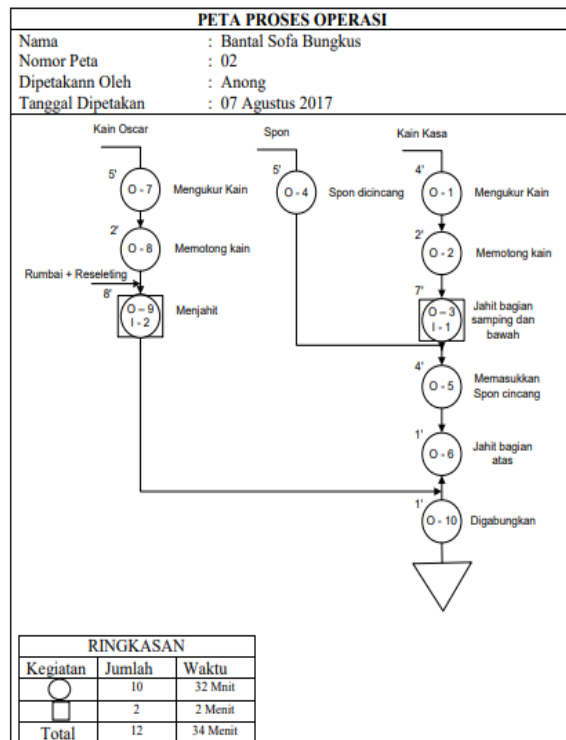 PETA PROSES OPERASI
Nama : Bantal Sofa Bungkus
Nomor Peta : 02
Dipetakann Oleh : Anong
Tanggal Dipetakan : 07 Agustus 2017
Kain Oscar
Spon
Kain Kasa
5'
O - 7
Mengukur Kain
5'
O - 4
Spon dicincang
4'
O - 1
Mengukur Kain
2'
O - 8
Memotong kain
2'
O - 2
Memotong kain
Rumbai + Reseleting
8'
O – 9
I - 2
Menjahit
7'
O – 3
I - 1
Jahit bagian
samping dan
bawah
4'
O - 5
Memasukkan
Spon cincang
1'
O - 6
Jahit bagian
atas
1'
O - 10
Digabungkan
RINGKASAN
Kegiatan Jumlah Waktu
10 32 Mnit
2 2 Menit
Total 12 34 Menit